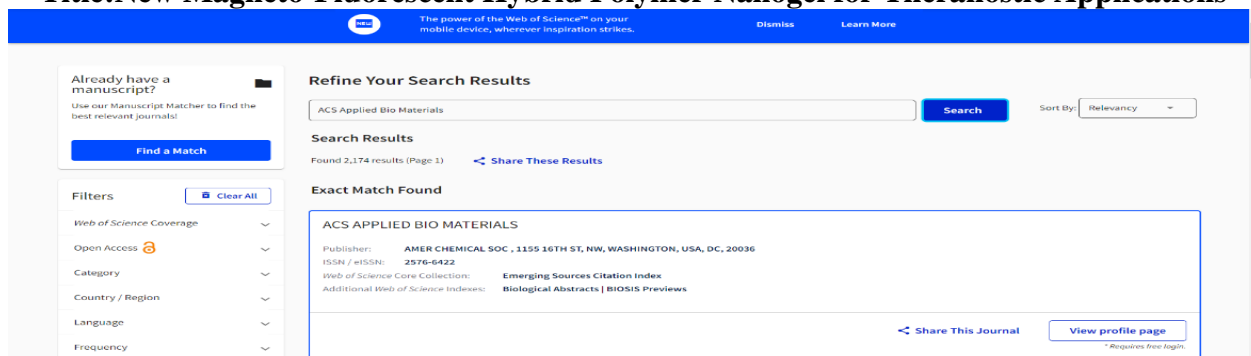 Title:New Magneto-Fluorescent Hybrid Polymer Nanogel for Theranostic Applications
NEW
The power of the Web of Science™ on your
mobile device, wherever inspiration strikes.
Dismiss
Learn More
Already have a
manuscript?
Use our Manuscript Matcher to find the
best relevant journals!
Find a Match
Filters
Clear All
Web of Science Coverage
Open Access
Category
Country / Region
Language
Frequency
Refine Your Search Results
ACS Applied Bio Materials
Search
Sort By: Relevancy
Search Results
Found 2,174 results (Page 1)
Share These Results
Exact Match Found
ACS APPLIED BIO MATERIALS
Publisher: AMER CHEMICAL SOC , 1155 16TH ST, NW, WASHINGTON, USA, DC, 20036
ISSN / eISSN: 2576-6422
Web of Science Core Collection: Emerging Sources Citation Index
Additional Web of Science Indexes: Biological Abstracts | BIOSIS Previews
Share This Journal
View profile page
* Requires free login.